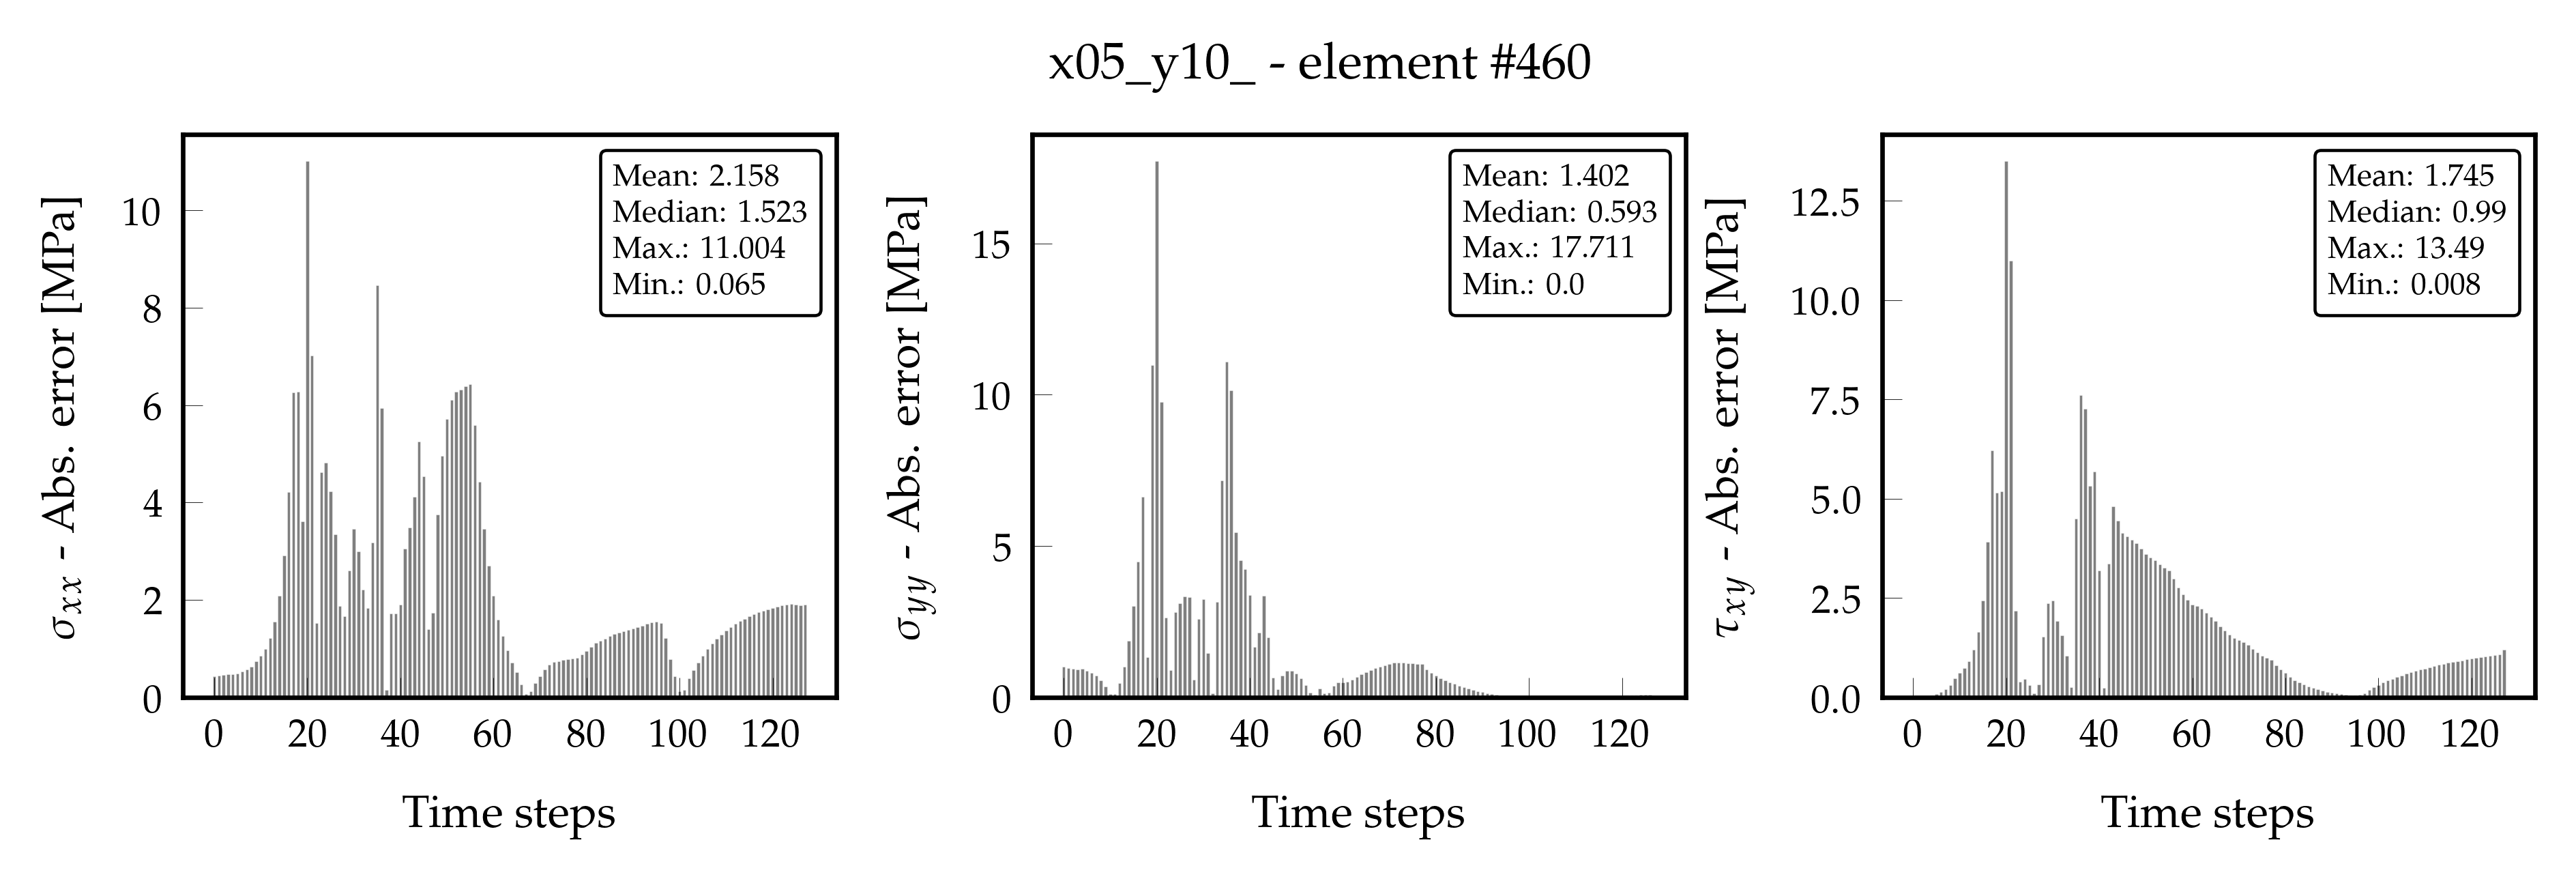 x05_y10_ - element #460
σxx - Abs. error [MPa]
10
8
6
4
2
0
0 20 40 60 80 100 120
Time steps
Mean: 2.158
Median: 1.523
Max.: 11.004
Min.: 0.065
σyy - Abs. error [MPa]
15
10
5
0
0 20 40 60 80 100 120
Time steps
Mean: 1.402
Median: 0.593
Max.: 17.711
Min.: 0.0
τxy - Abs. error [MPa]
12.5
10.0
7.5
5.0
2.5
0.0
0 20 40 60 80 100 120
Time steps
Mean: 1.745
Median: 0.99
Max.: 13.49
Min.: 0.008